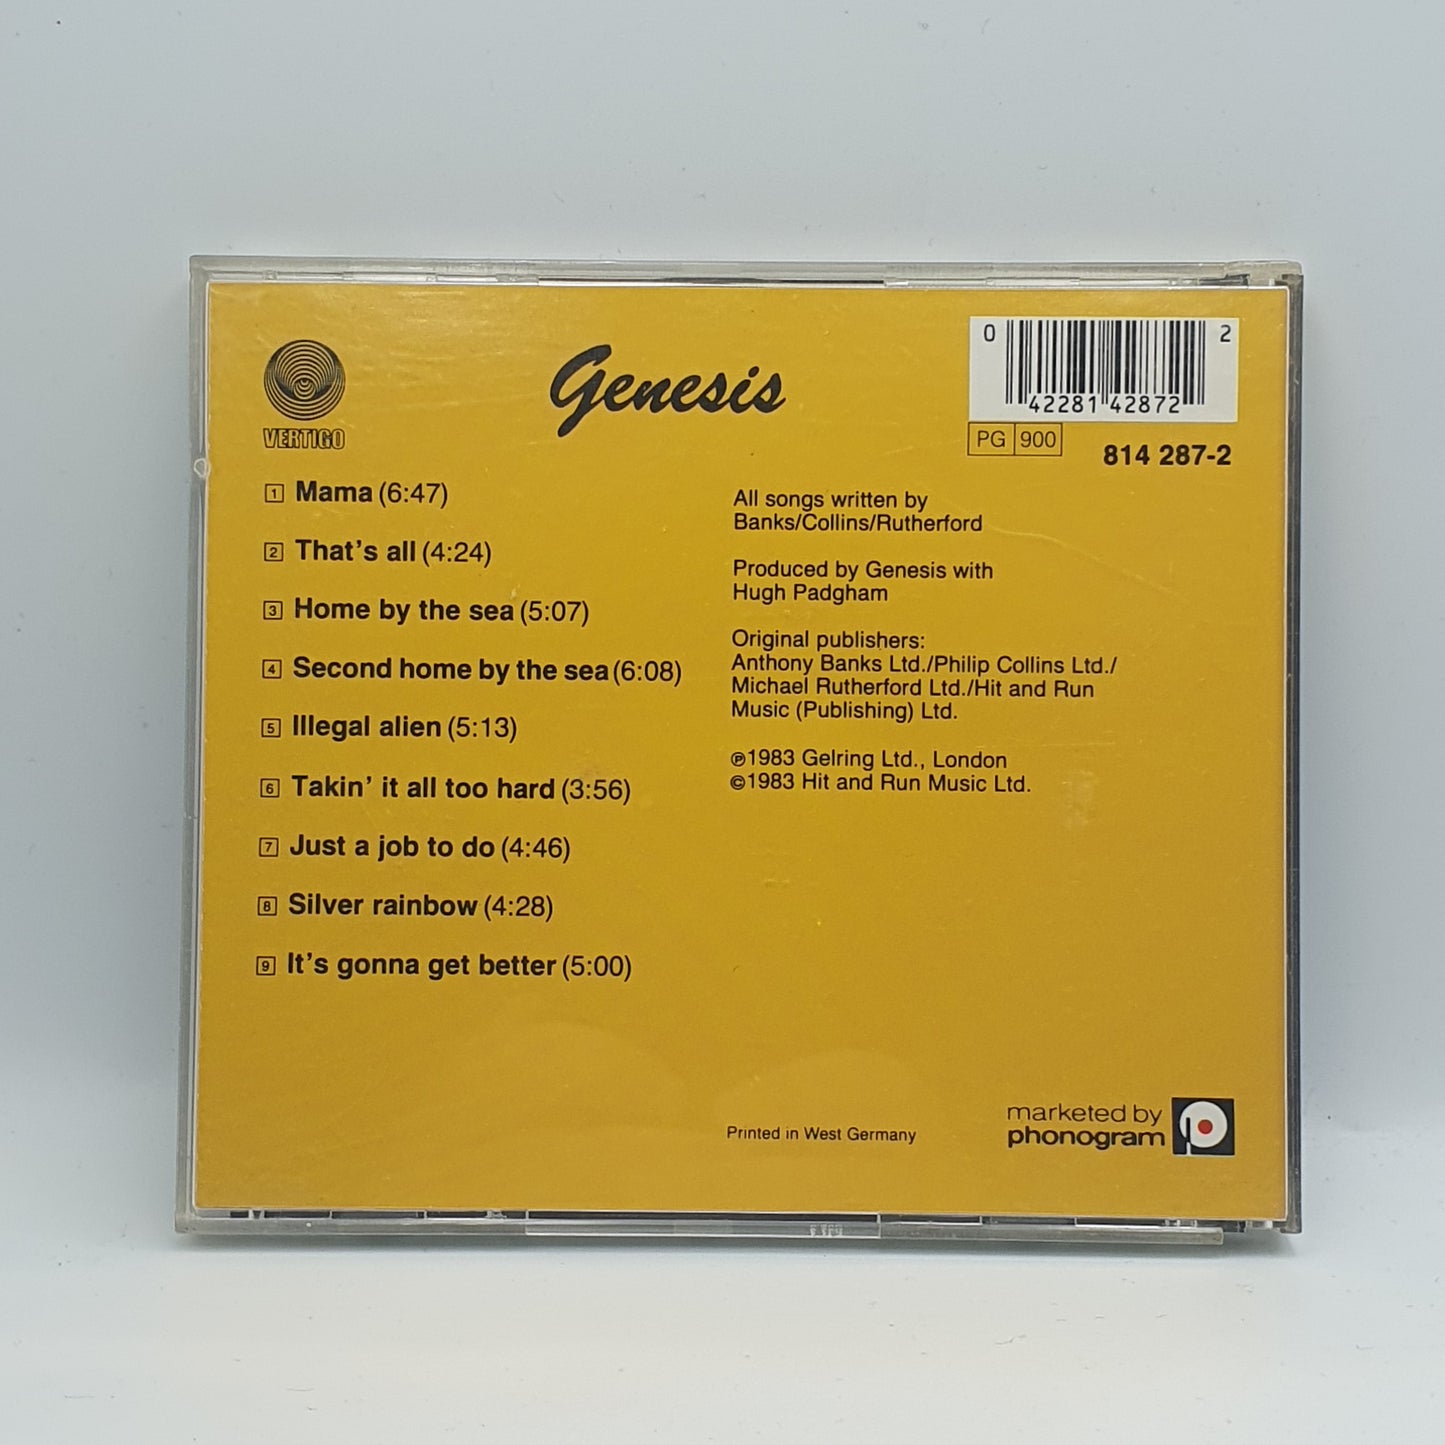 VERTIGO
Genesis
0 42281 42872 2
PG 900
814 287-2
1 Mama (6:47)
2 That's all (4:24)
3 Home by the sea (5:07)
4 Second home by the sea (6:08)
5 Illegal alien (5:13)
6 Takin' it all too hard (3:56)
7 Just a job to do (4:46)
8 Silver rainbow (4:28)
9 It's gonna get better (5:00)
All songs written by
Banks/Collins/Rutherford
Produced by Genesis with
Hugh Padgham
Original publishers:
Anthony Banks Ltd./Philip Collins Ltd./
Michael Rutherford Ltd./Hit and Run
Music (Publishing) Ltd.
℗1983 Gelring Ltd., London
©1983 Hit and Run Music Ltd.
Printed in West Germany
marketed by
phonogram